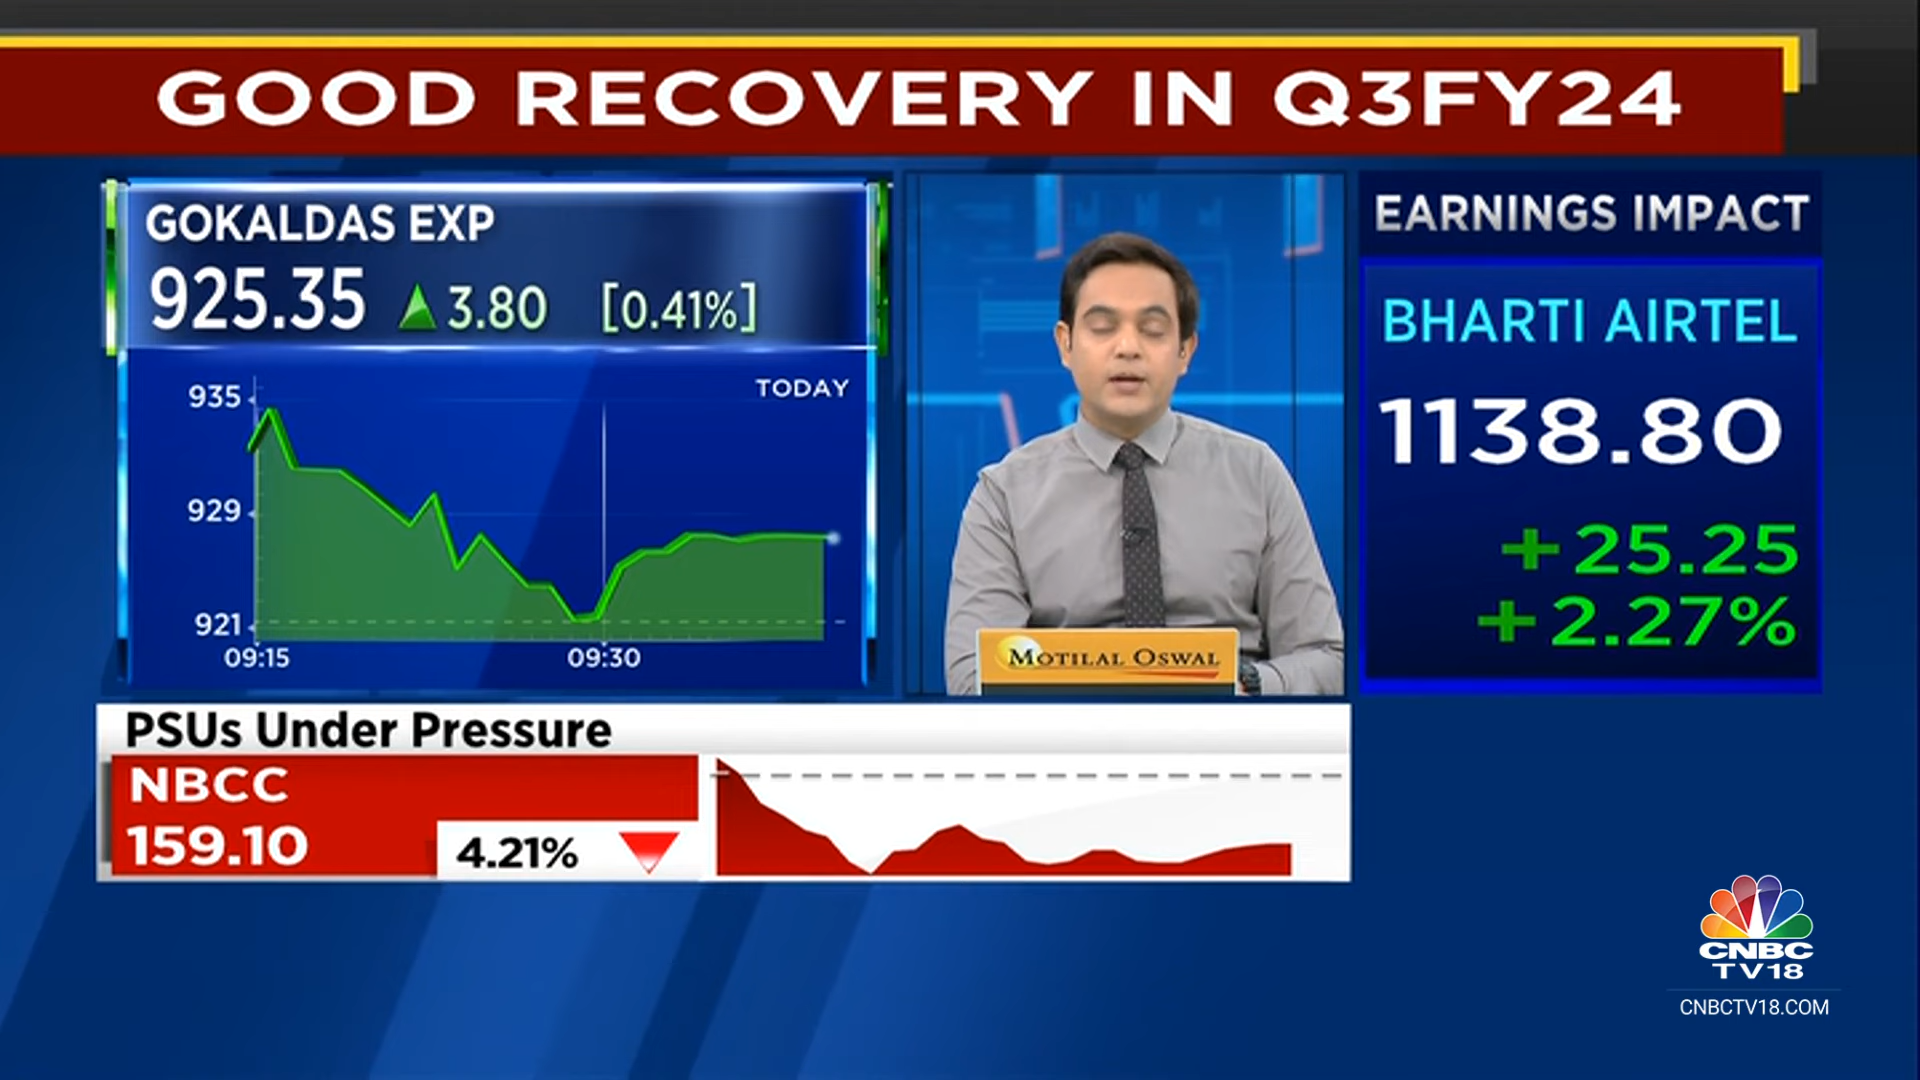 GOOD RECOVERY IN Q3FY24
GOKALDAS EXP
925.35 ▲ 3.80 [0.41%]
TODAY
935
929
921
09:15 09:30
MOTILAL OSWAL
EARNINGS IMPACT
BHARTI AIRTEL
1138.80
+25.25
+2.27%
PSUs Under Pressure
NBCC
159.10
4.21%
CNBC
TV18
CNBCTV18.COM